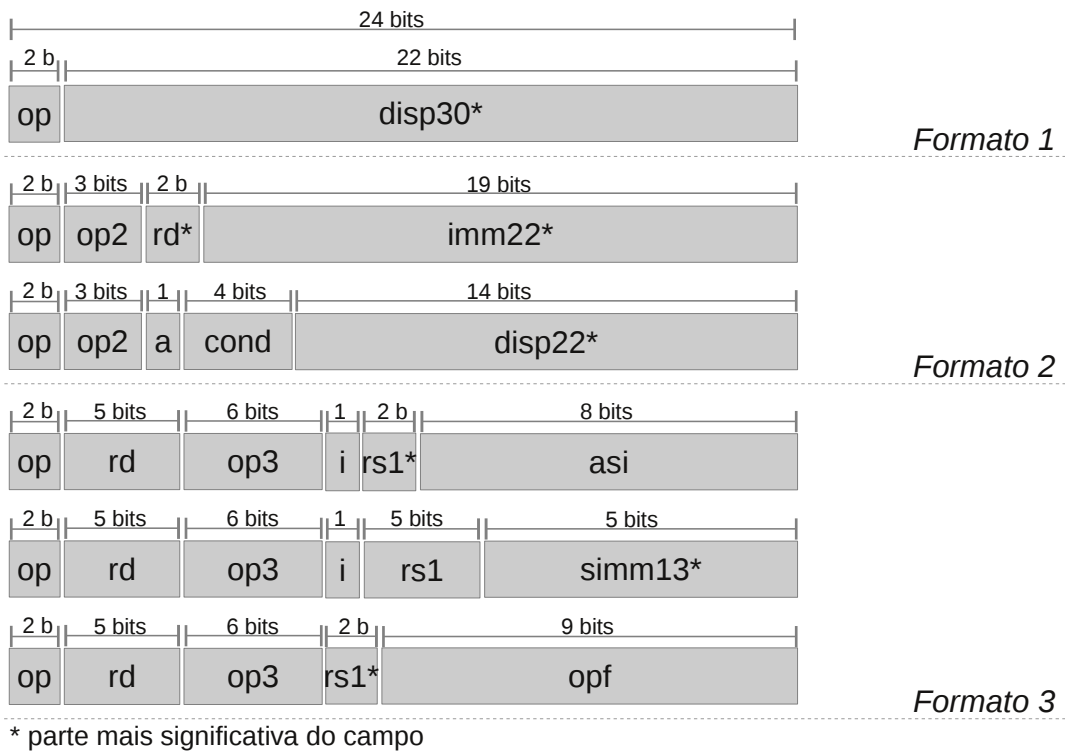 24 bits
2 b 22 bits
op disp30*
Formato 1
2 b 3 bits 2 b 19 bits
op op2 rd* imm22*
2 b 3 bits 1 4 bits 14 bits
op op2 a cond disp22*
Formato 2
2 b 5 bits 6 bits 1 2 b 8 bits
op rd op3 i rs1* asi
2 b 5 bits 6 bits 1 5 bits 5 bits
op rd op3 i rs1 simm13*
2 b 5 bits 6 bits 2 b 9 bits
op rd op3 rs1* opf
Formato 3
* parte mais significativa do campo